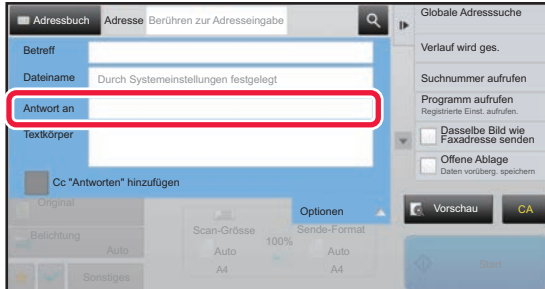 Adressbuch
Adresse
Berühren zur Adresseingabe
Betreff
Dateiname
Durch Systemeinstellungen festgelegt
Antwort an
Textkörper
Cc "Antworten" hinzufügen
Optionen
Original
Belichtung
Auto
Sonstiges
Scan-Grösse
Auto
A4
100%
Sende-Format
Auto
A4
Globale Adresssuche
Verlauf wird ges.
Suchnummer aufrufen
Programm aufrufen
Registrierte Einst. aufrufen.
Dasselbe Bild wie
Faxadresse senden
Offene Ablage
Daten vorüberg. speichern
Vorschau
CA
Start